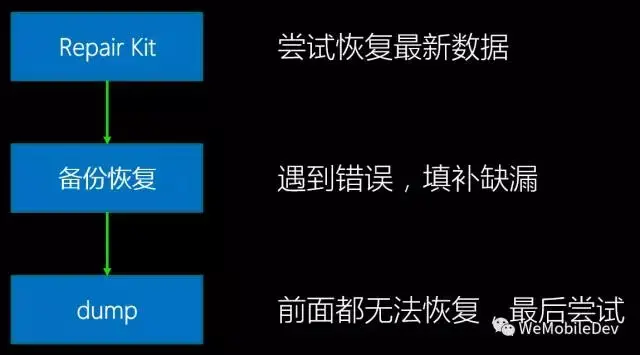 Repair Kit
尝试恢复最新数据
备份恢复
遇到错误，填补缺漏
dump
前面都无法恢复，最后尝试
WeMobileDev